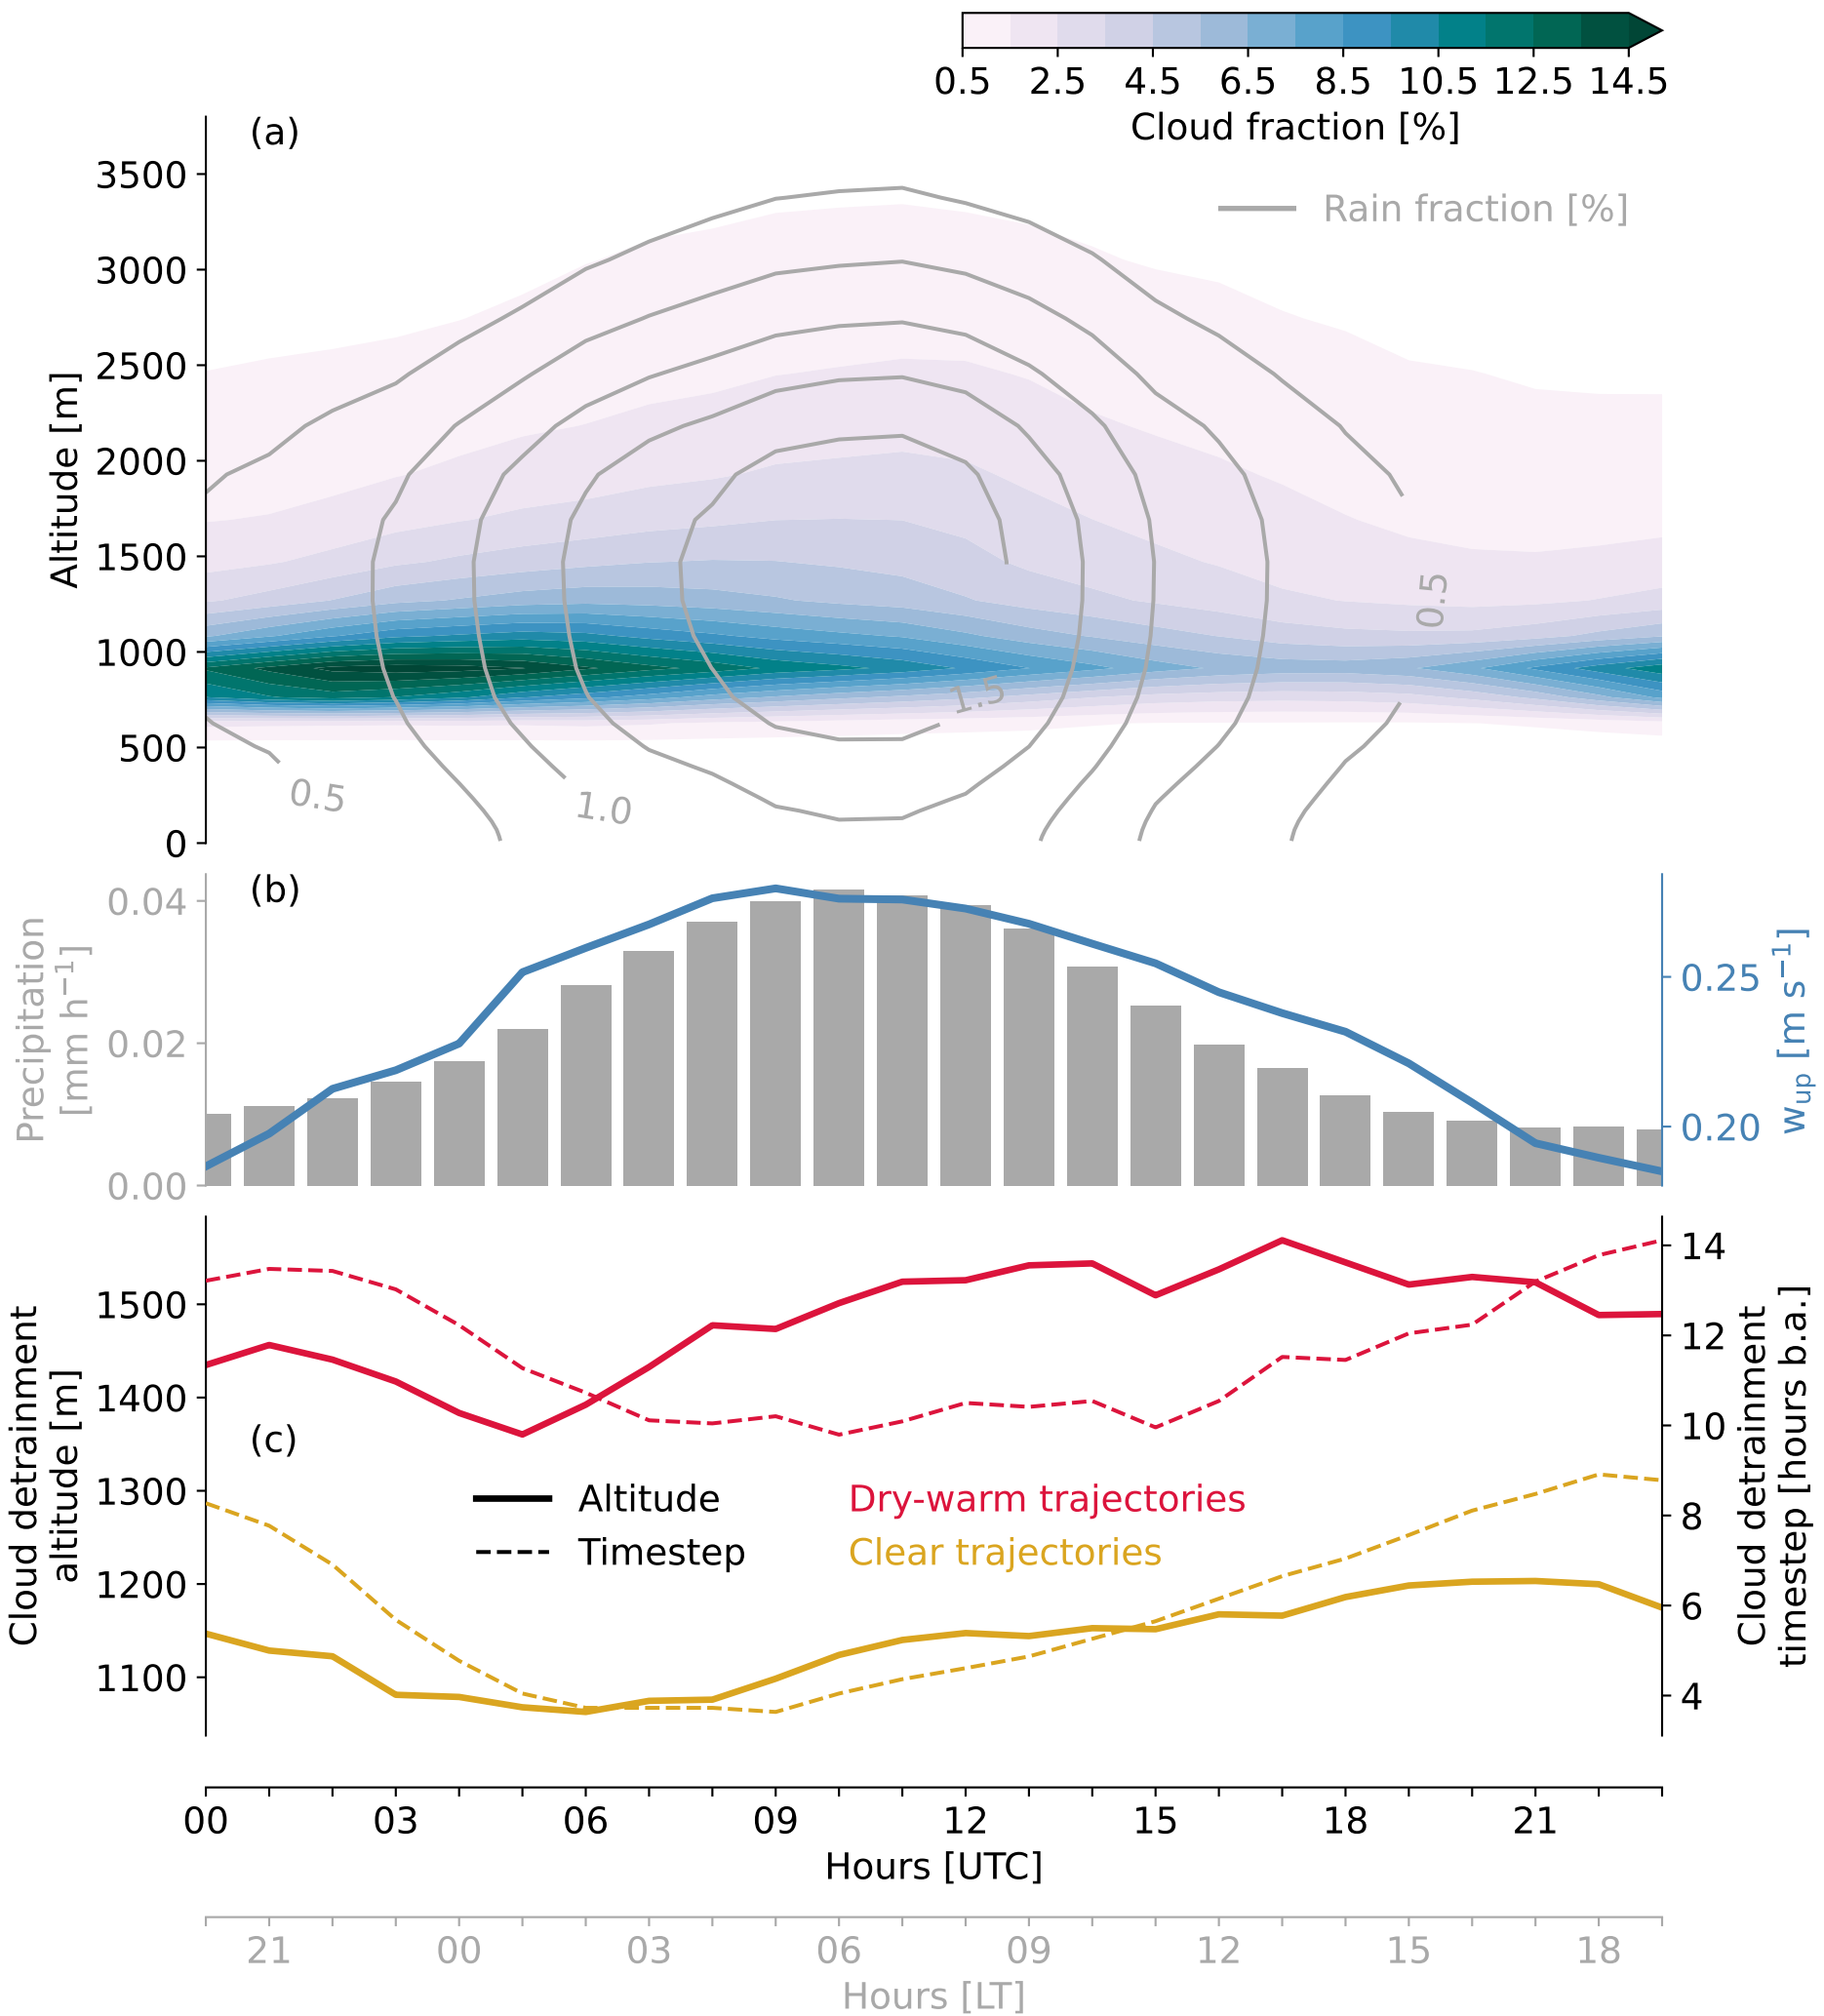 0.5 2.5 4.5 6.5 8.5 10.5 12.5 14.5
Cloud fraction [%]
(a)
Rain fraction [%]
3500
3000
2500
2000
1500
1000
500
0
Altitude [m]
0.5
1.0
1.5
0.5
(b)
0.04
0.02
0.00
Precipitation
[mm h⁻¹]
0.25
0.20
w_up [m s⁻¹]
1500
1400
1300
1200
1100
Cloud detrainment
altitude [m]
(c)
Altitude Dry-warm trajectories
Timestep Clear trajectories
14
12
10
8
6
4
Cloud detrainment
timestep [hours b.a.]
00 03 06 09 12 15 18 21
Hours [UTC]
21 00 03 06 09 12 15 18
Hours [LT]